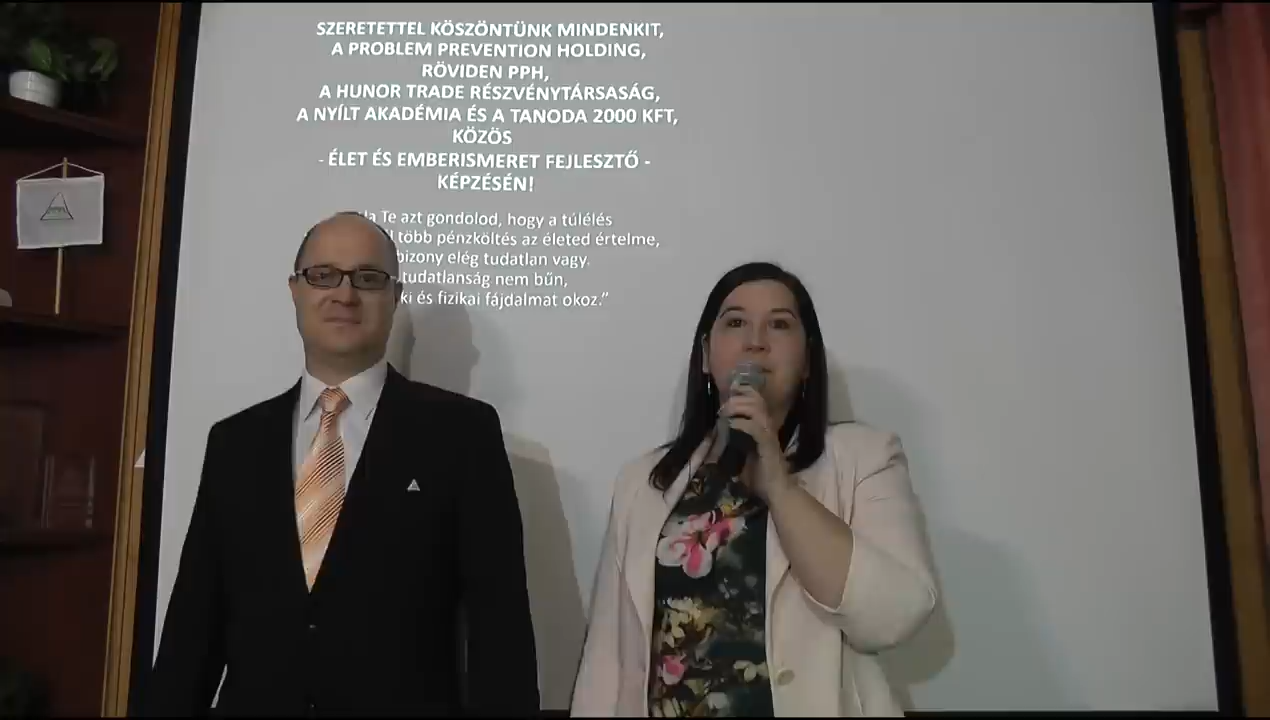 SZERETETTEL KÖSZÖNTÜNK MINDENKIT,
A PROBLEM PREVENTION HOLDING,
RÖVIDEN PPH,
A HUNOR TRADE RÉSZVÉNYTÁRSASÁG,
A NYÍLT AKADÉMIA ÉS A TANODA 2000 KFT,
KÖZÖS
- ÉLET ÉS EMBERISMERET FEJLESZTŐ -
KÉPZÉSÉN!
Te azt gondolod, hogy a túlélés
több pénzköltés az életed értelme,
bizony elég tudatlan vagy.
tudatlanság nem bűn,
és fizikai fájdalmat okoz.”